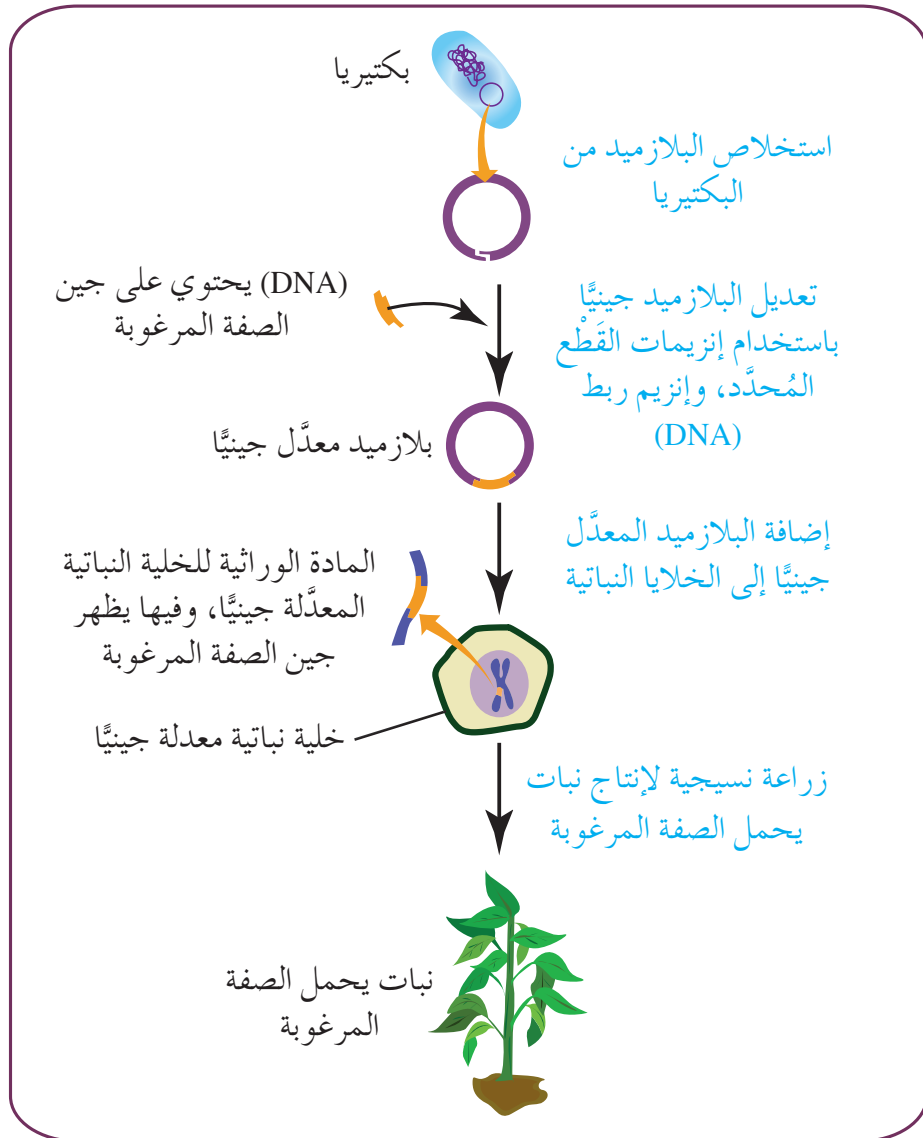 بكتيريا
استخلاص البلازميد من
البكتيريا
(DNA) يحتوي على جين
الصفة المرغوبة
تعديل البلازميد جينيًّا
باستخدام إنزيمات القَطْع
المُحدَّد، وإنزيم ربط
(DNA)
بلازميد معدَّل جينيًّا
إضافة البلازميد المعدَّل
جينيًّا إلى الخلايا النباتية
المادة الوراثية للخلية النباتية
المعدَّلة جينيًّا، وفيها يظهر
جين الصفة المرغوبة
خلية نباتية معدلة جينيًّا
زراعة نسيجية لإنتاج نبات
يحمل الصفة المرغوبة
نبات يحمل الصفة
المرغوبة